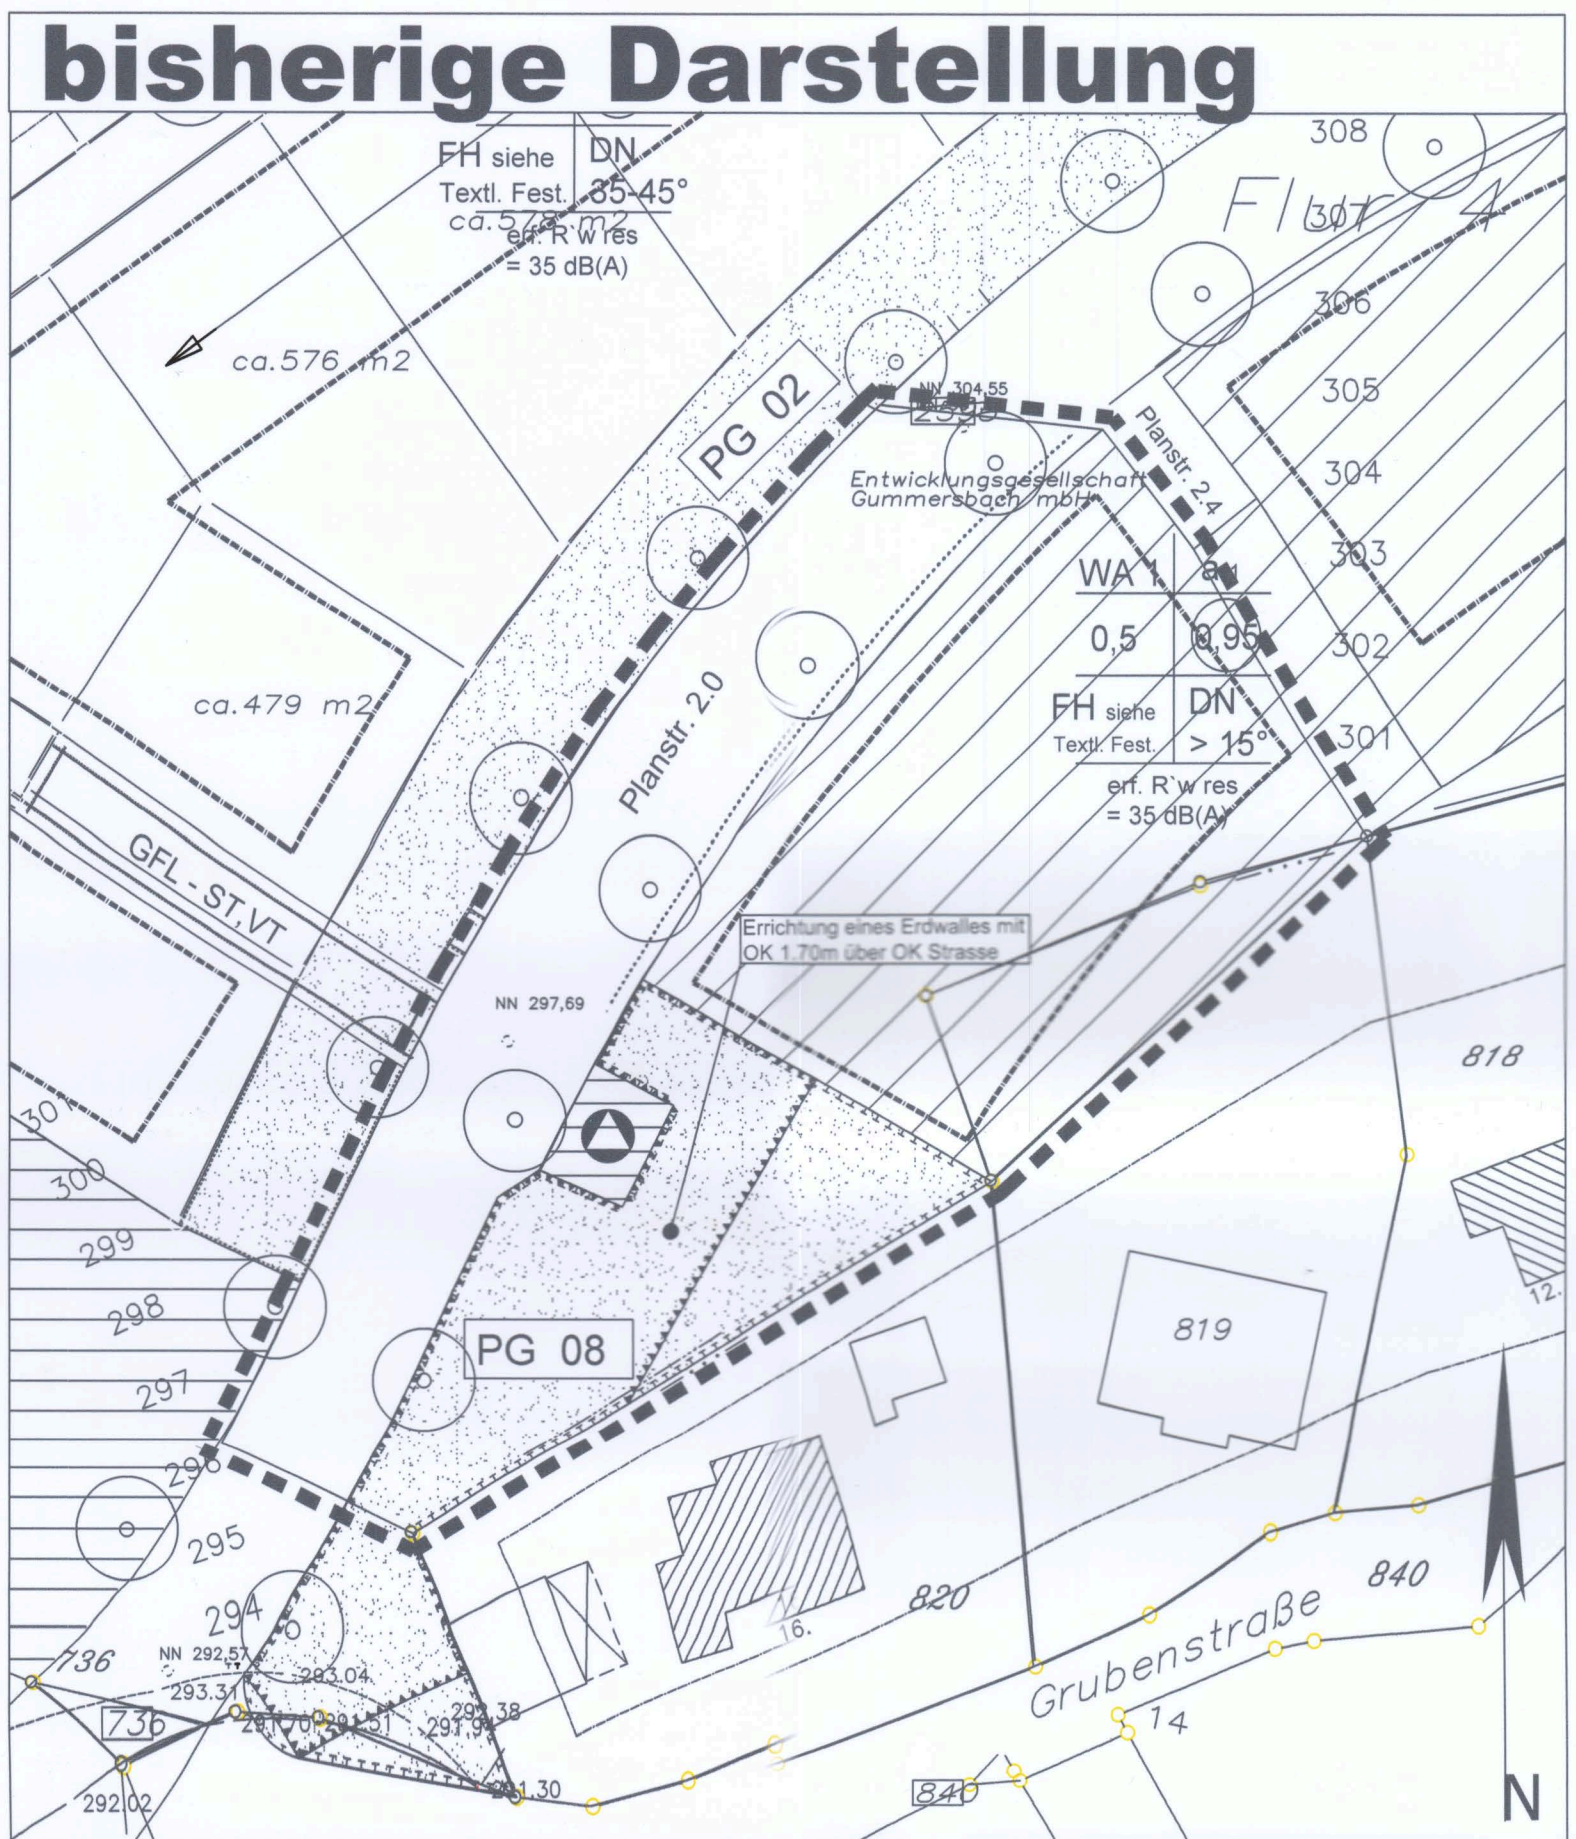 bisherige Darstellung
FH siehe
Textl. Fest.
DN
35-45°
ca.578 m2
erf. R`w res
= 35 dB(A)
308
Flur 4
307
306
305
304
303
302
301
ca.576 m2
PG 02
NN 304,55
Planstr. 2.4
Entwicklungsgesellschaft
Gummersbach mbH
WA 1
0,5
0,95
FH siehe
Textl. Fest.
DN
> 15°
erf. R`w res
= 35 dB(A)
ca.479 m2
Planstr. 2.0
GFL - ST,VT
Errichtung eines Erdwalles mit
OK 1.70m über OK Strasse
NN 297,69
818
301
300
299
298
297
296
295
294
PG 08
819
12.
16.
820
840
Grubenstraße
14
736
NN 292,57
293.04
293.31
736
291,30
292.02
840
N